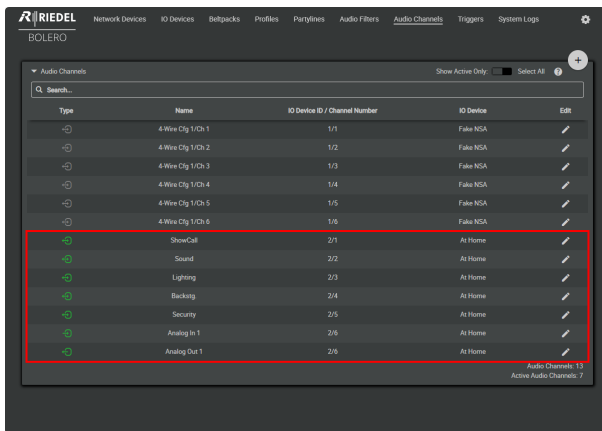 RIEDEL Network Devices IO Devices Beltpacks Profiles Partylines Audio Filters Audio Channels Triggers System Logs
BOLERO
Audio Channels Show Active Only: Select All ? +
Search...
Type Name IO Device ID / Channel Number IO Device Edit
4-Wire Cfg 1/Ch 1 1/1 Fake NSA
4-Wire Cfg 1/Ch 2 1/2 Fake NSA
4-Wire Cfg 1/Ch 3 1/3 Fake NSA
4-Wire Cfg 1/Ch 4 1/4 Fake NSA
4-Wire Cfg 1/Ch 5 1/5 Fake NSA
4-Wire Cfg 1/Ch 6 1/6 Fake NSA
ShowCall 2/1 At Home
Sound 2/2 At Home
Lighting 2/3 At Home
Backstg 2/4 At Home
Security 2/5 At Home
Analog In 1 2/6 At Home
Analog Out 1 2/6 At Home
Audio Channels: 13
Active Audio Channels: 7